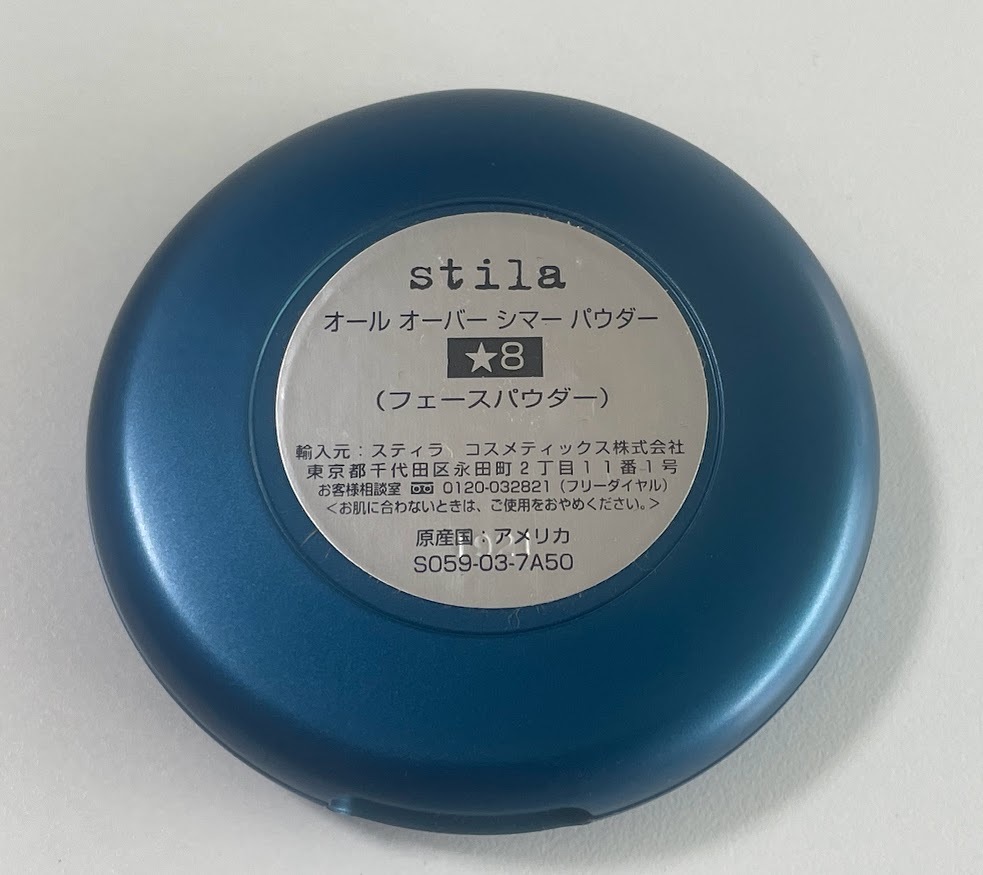 stila
オール オーバー シマー パウダー
★8
（フェースパウダー）
輸入元：スティラ コスメティックス株式会社
東京都千代田区永田町２丁目１１番１号
お客様相談室 0120-032821（フリーダイヤル）
＜お肌に合わないときは、ご使用をおやめください。＞
原産国：アメリカ
S059-03-7A50